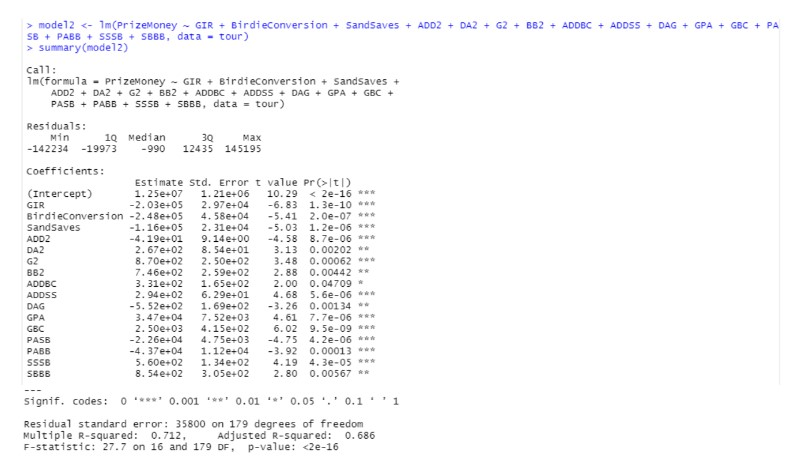 > model2 <- lm(PrizeMoney ~ GIR + BirdieConversion + SandSaves + ADD2 + DA2 + G2 + BB2 + ADDBC + ADDSS + DAG + GPA + GBC + PA
SB + PABB + SSSB + SBBB, data = tour)
> summary(model2)
Call:
lm(formula = PrizeMoney ~ GIR + BirdieConversion + SandSaves +
    ADD2 + DA2 + G2 + BB2 + ADDBC + ADDSS + DAG + GPA + GBC +
    PASB + PABB + SSSB + SBBB, data = tour)
Residuals:
    Min      1Q  Median      3Q     Max
-142234  -19973    -990   12435  145195
Coefficients:
                  Estimate Std. Error t value Pr(>|t|)
(Intercept)       1.25e+07   1.21e+06   10.29  < 2e-16 ***
GIR              -2.03e+05   2.97e+04   -6.83  1.3e-10 ***
BirdieConversion -2.48e+05   4.58e+04   -5.41  2.0e-07 ***
SandSaves        -1.16e+05   2.31e+04   -5.03  1.2e-06 ***
ADD2             -4.19e+01   9.14e+00   -4.58  8.7e-06 ***
DA2               2.67e+02   8.54e+01    3.13  0.00202 **
G2                8.70e+02   2.50e+02    3.48  0.00062 ***
BB2               7.46e+02   2.59e+02    2.88  0.00442 **
ADDBC             3.31e+02   1.65e+02    2.00  0.04709 *
ADDSS             2.94e+02   6.29e+01    4.68  5.6e-06 ***
DAG              -5.52e+02   1.69e+02   -3.26  0.00134 **
GPA               3.47e+04   7.52e+03    4.61  7.7e-06 ***
GBC               2.50e+03   4.15e+02    6.02  9.5e-09 ***
PASB             -2.26e+04   4.75e+03   -4.75  4.2e-06 ***
PABB             -4.37e+04   1.12e+04   -3.92  0.00013 ***
SSSB              5.60e+02   1.34e+02    4.19  4.3e-05 ***
SBBB              8.54e+02   3.05e+02    2.80  0.00567 **
---
Signif. codes:  0 '***' 0.001 '**' 0.01 '*' 0.05 '.' 0.1 ' ' 1
Residual standard error: 35800 on 179 degrees of freedom
Multiple R-squared:  0.712,    Adjusted R-squared:  0.686
F-statistic: 27.7 on 16 and 179 DF,  p-value: <2e-16